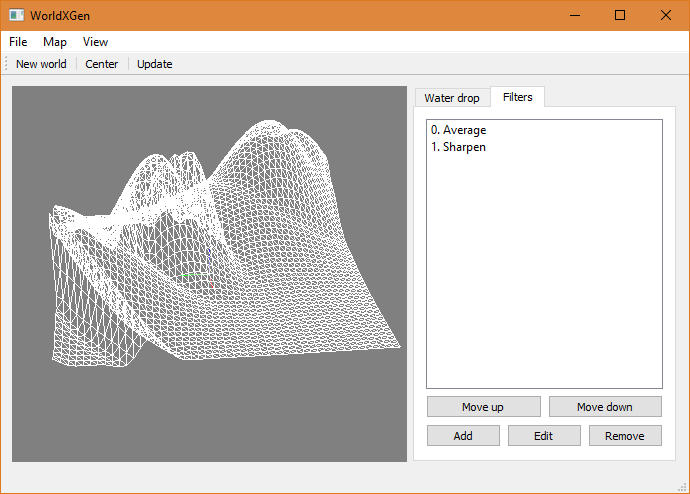 WorldXGen
File Map View
New world Center Update
Water drop Filters
0. Average
1. Sharpen
Move up Move down
Add Edit Remove